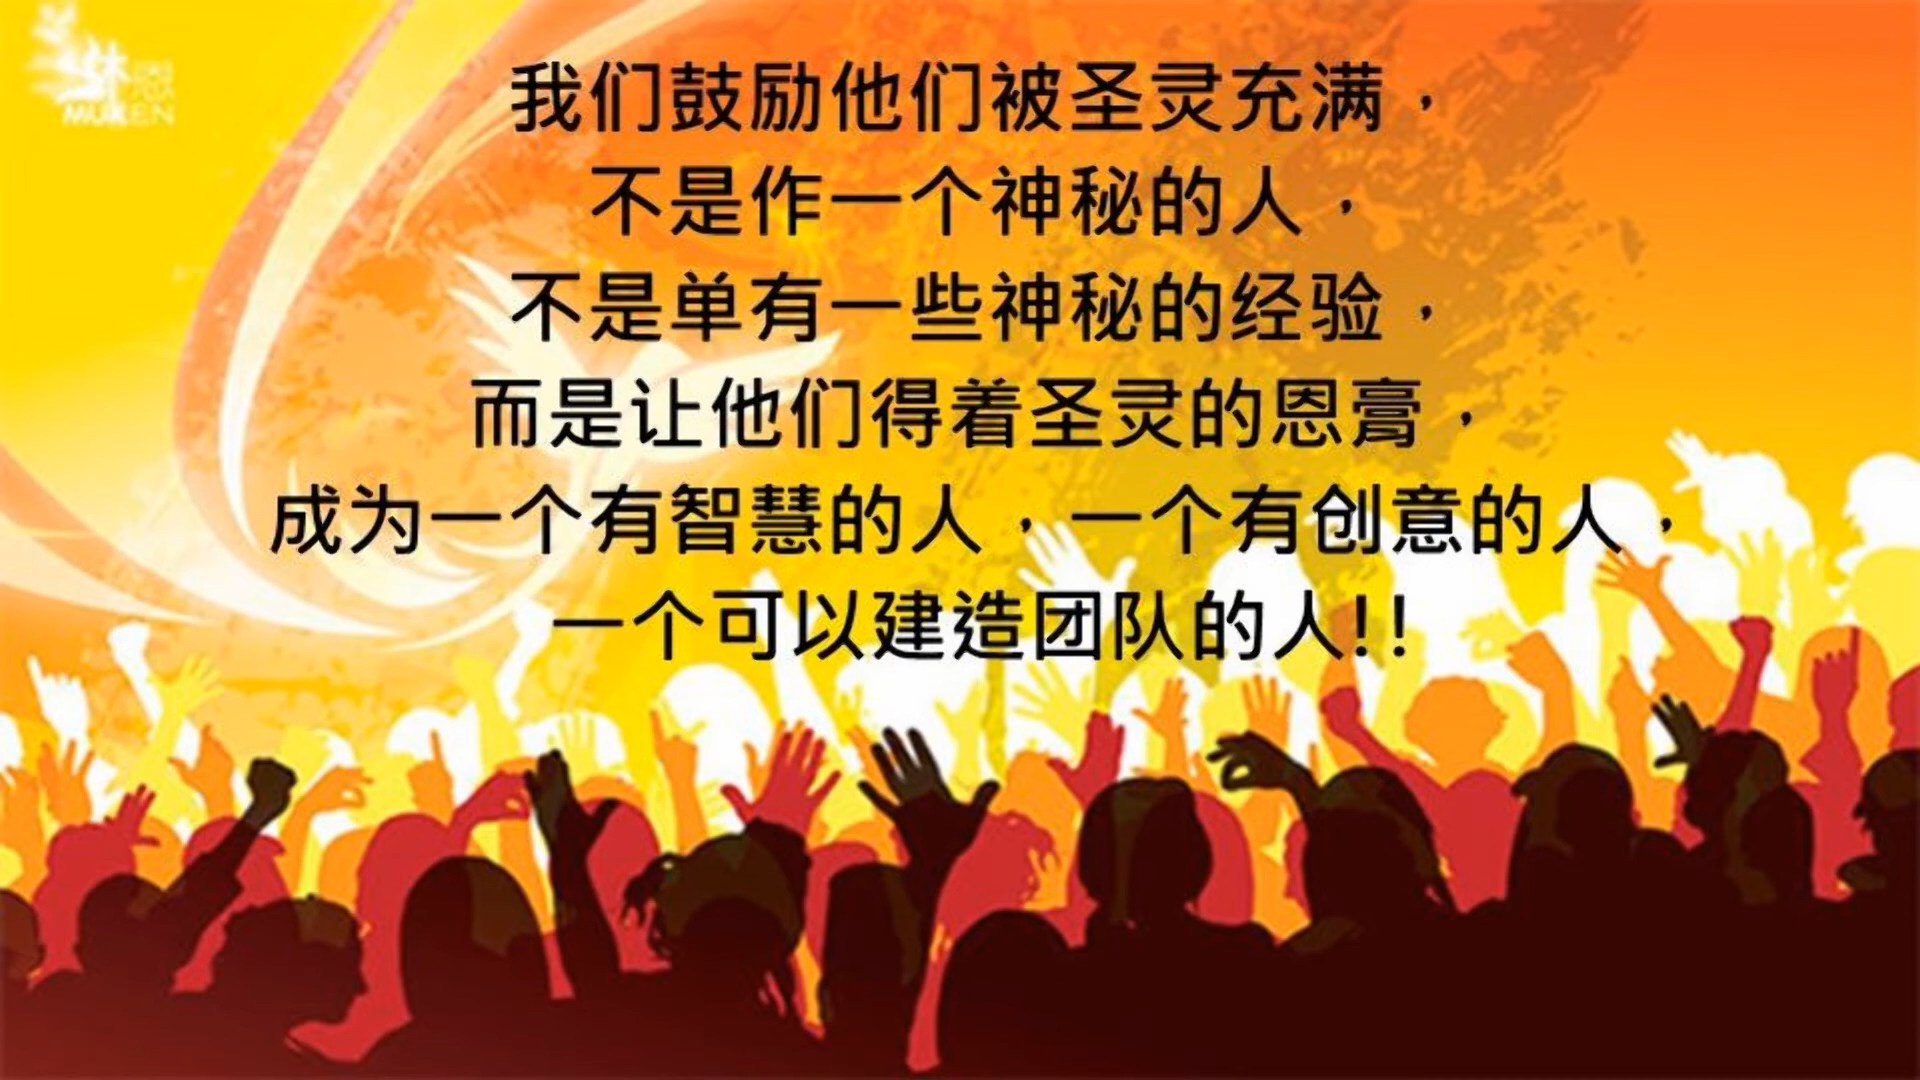 沐
MUREN
我们鼓励他们被圣灵充满，
不是作一个神秘的人，
不是单有一些神秘的经验，
而是让他们得着圣灵的恩膏，
成为一个有智慧的人，一个有创意的人，
一个可以建造团队的人!!